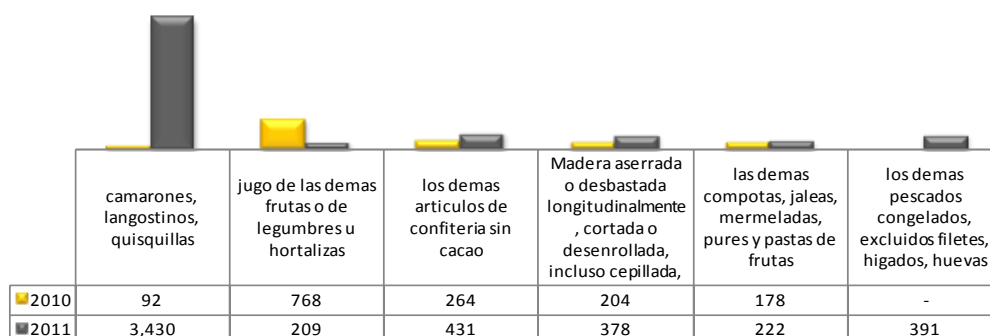 camarones,
langostinos,
quisquillas
jugo de las demas
frutas o de
legumbres u
hortalizas
los demas
articulos de
confiteria sin
cacao
Madera aserrada
o desbastada
longitudinalmente
, cortada o
desenrollada,
incluso cepillada,
las demas
compotas, jaleas,
mermeladas,
pures y pastas de
frutas
los demas
pescados
congelados,
excluidos filetes,
higados, huevas
2010 92 768 264 204 178 -
2011 3,430 209 431 378 222 391